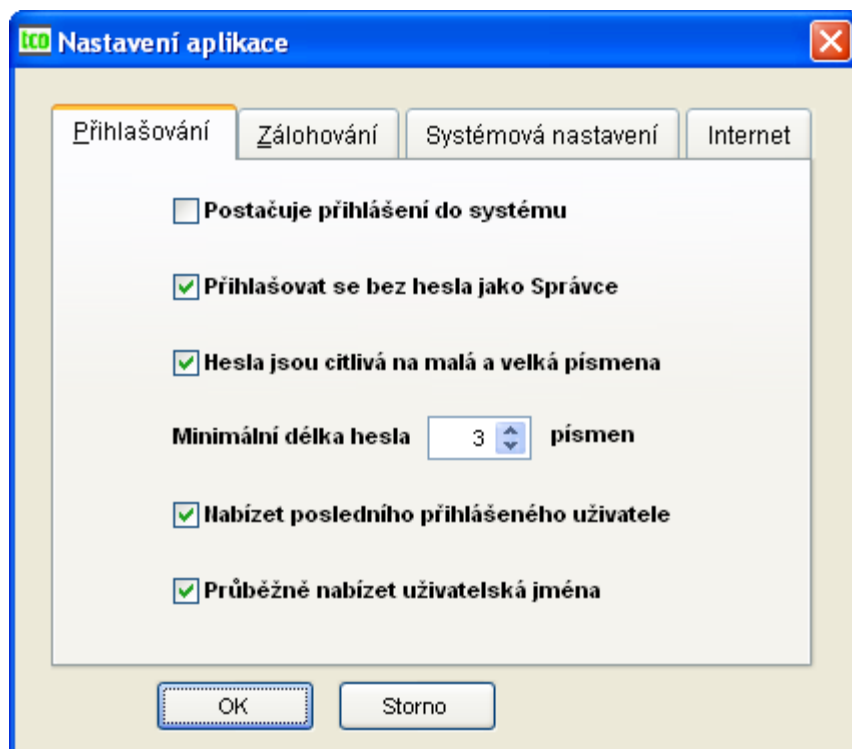 tco Nastavení aplikace
Přihlašování Zálohování Systémová nastavení Internet
Postačuje přihlášení do systému
Přihlašovat se bez hesla jako Správce
Hesla jsou citlivá na malá a velká písmena
Minimální délka hesla 3 písmen
Nabízet posledního přihlášeného uživatele
Průběžně nabízet uživatelská jména
OK Storno